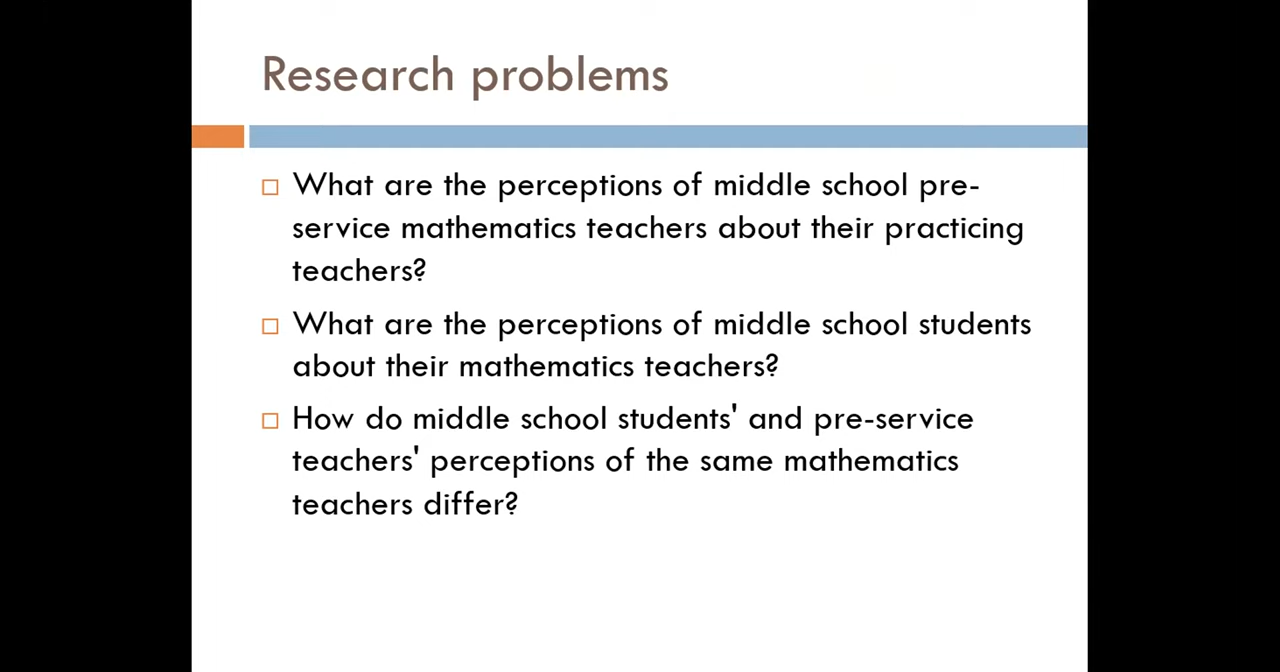 Research problems
What are the perceptions of middle school pre-
service mathematics teachers about their practicing
teachers?
What are the perceptions of middle school students
about their mathematics teachers?
How do middle school students' and pre-service
teachers' perceptions of the same mathematics
teachers differ?